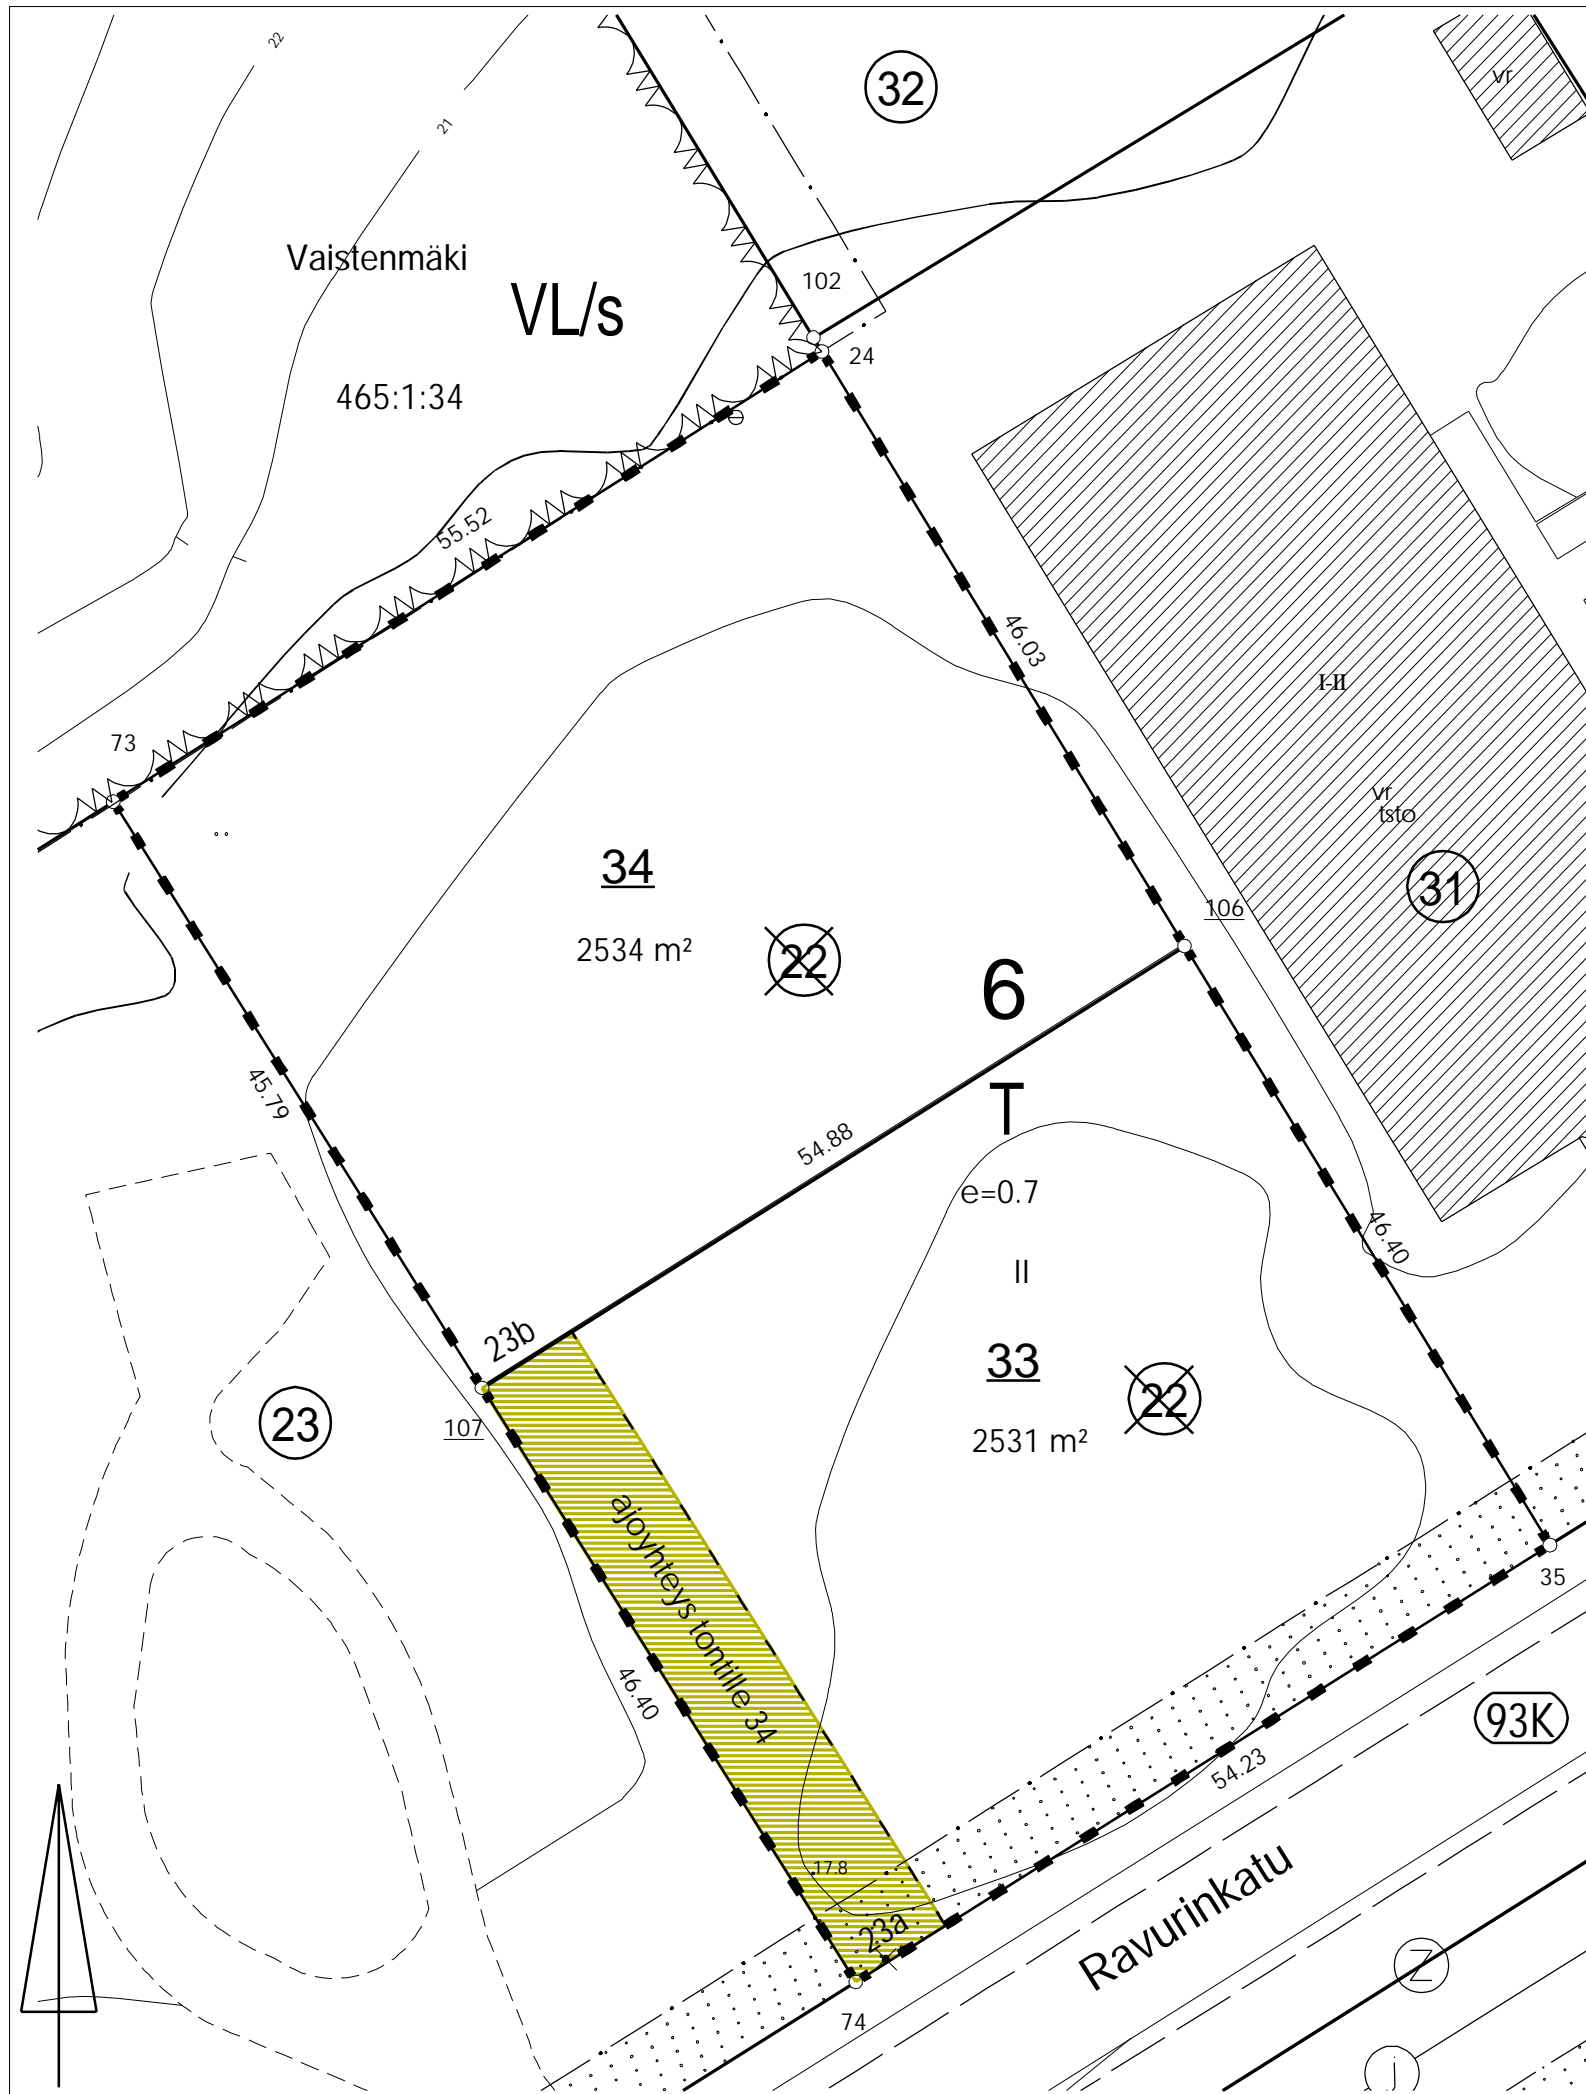 22
32
vr
21
Vaistenmäki
102
VL/s
24
465:1:34
55.52
46.03
I-II
73
vr
tsto
34
31
106
2534 m²
22
6
45.79
T
54.88
e=0.7
46.40
II
23b
33
22
23
107
2531 m²
ajoyhteys tontille 34
35
46.40
93K
54.23
17.8
23a
Ravurinkatu
Z
74
j